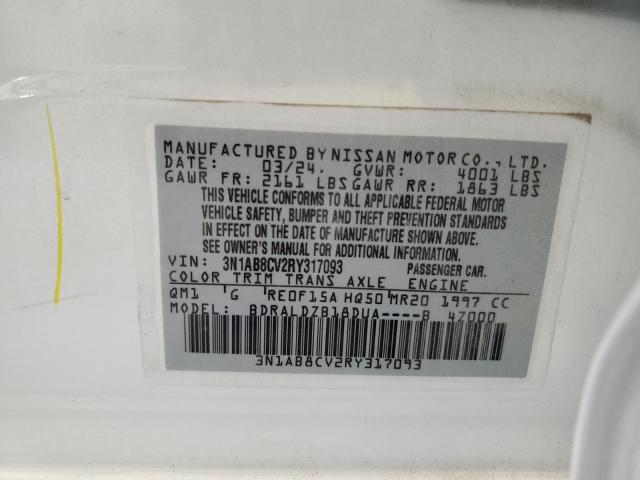 MANUFACTURED BY NISSAN MOTOR CO., LTD.
DATE: 03/24. GVWR: 4001 LBS
GAWR FR: 2161 LBS GAWR RR: 1863 LBS
THIS VEHICLE CONFORMS TO ALL APPLICABLE FEDERAL MOTOR
VEHICLE SAFETY, BUMPER AND THEFT PREVENTION STANDARDS
IN EFFECT ON THE DATE OF MANUFACTURE SHOWN ABOVE.
SEE OWNER'S MANUAL FOR ADDITIONAL INFORMATION.
VIN: 3N1AB8CV2RY317093 PASSENGER CAR.
COLOR TRIM TRANS AXLE ENGINE
QM1 G RE0F15A HQ50 MR20 1997 CC
MODEL: BDRALDZB18DUA----B 47000
3N1AB8CV2RY317093